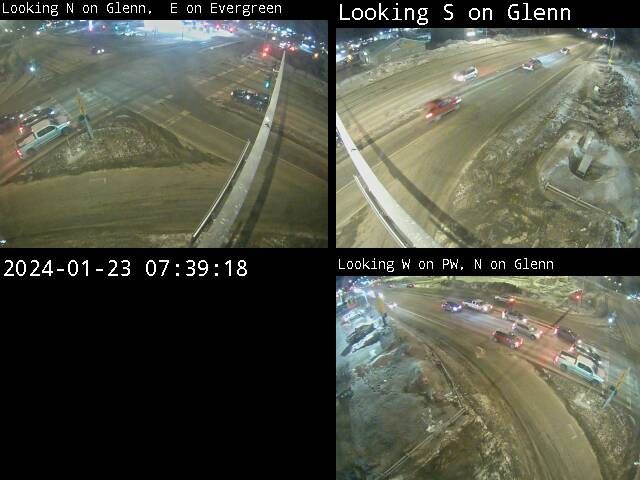 Looking N on Glenn, E on Evergreen
Looking S on Glenn
2024-01-23 07:39:18
Looking W on PW, N on Glenn